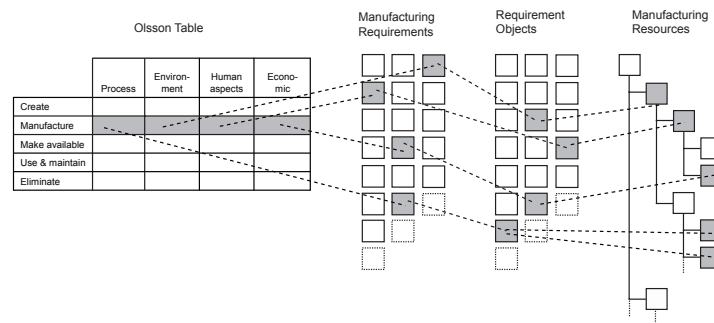 Olsson Table
Manufacturing
Requirements
Requirement
Objects
Manufacturing
Resources
Process
Environ-
ment
Human
aspects
Econo-
mic
Create
Manufacture
Make available
Use & maintain
Eliminate